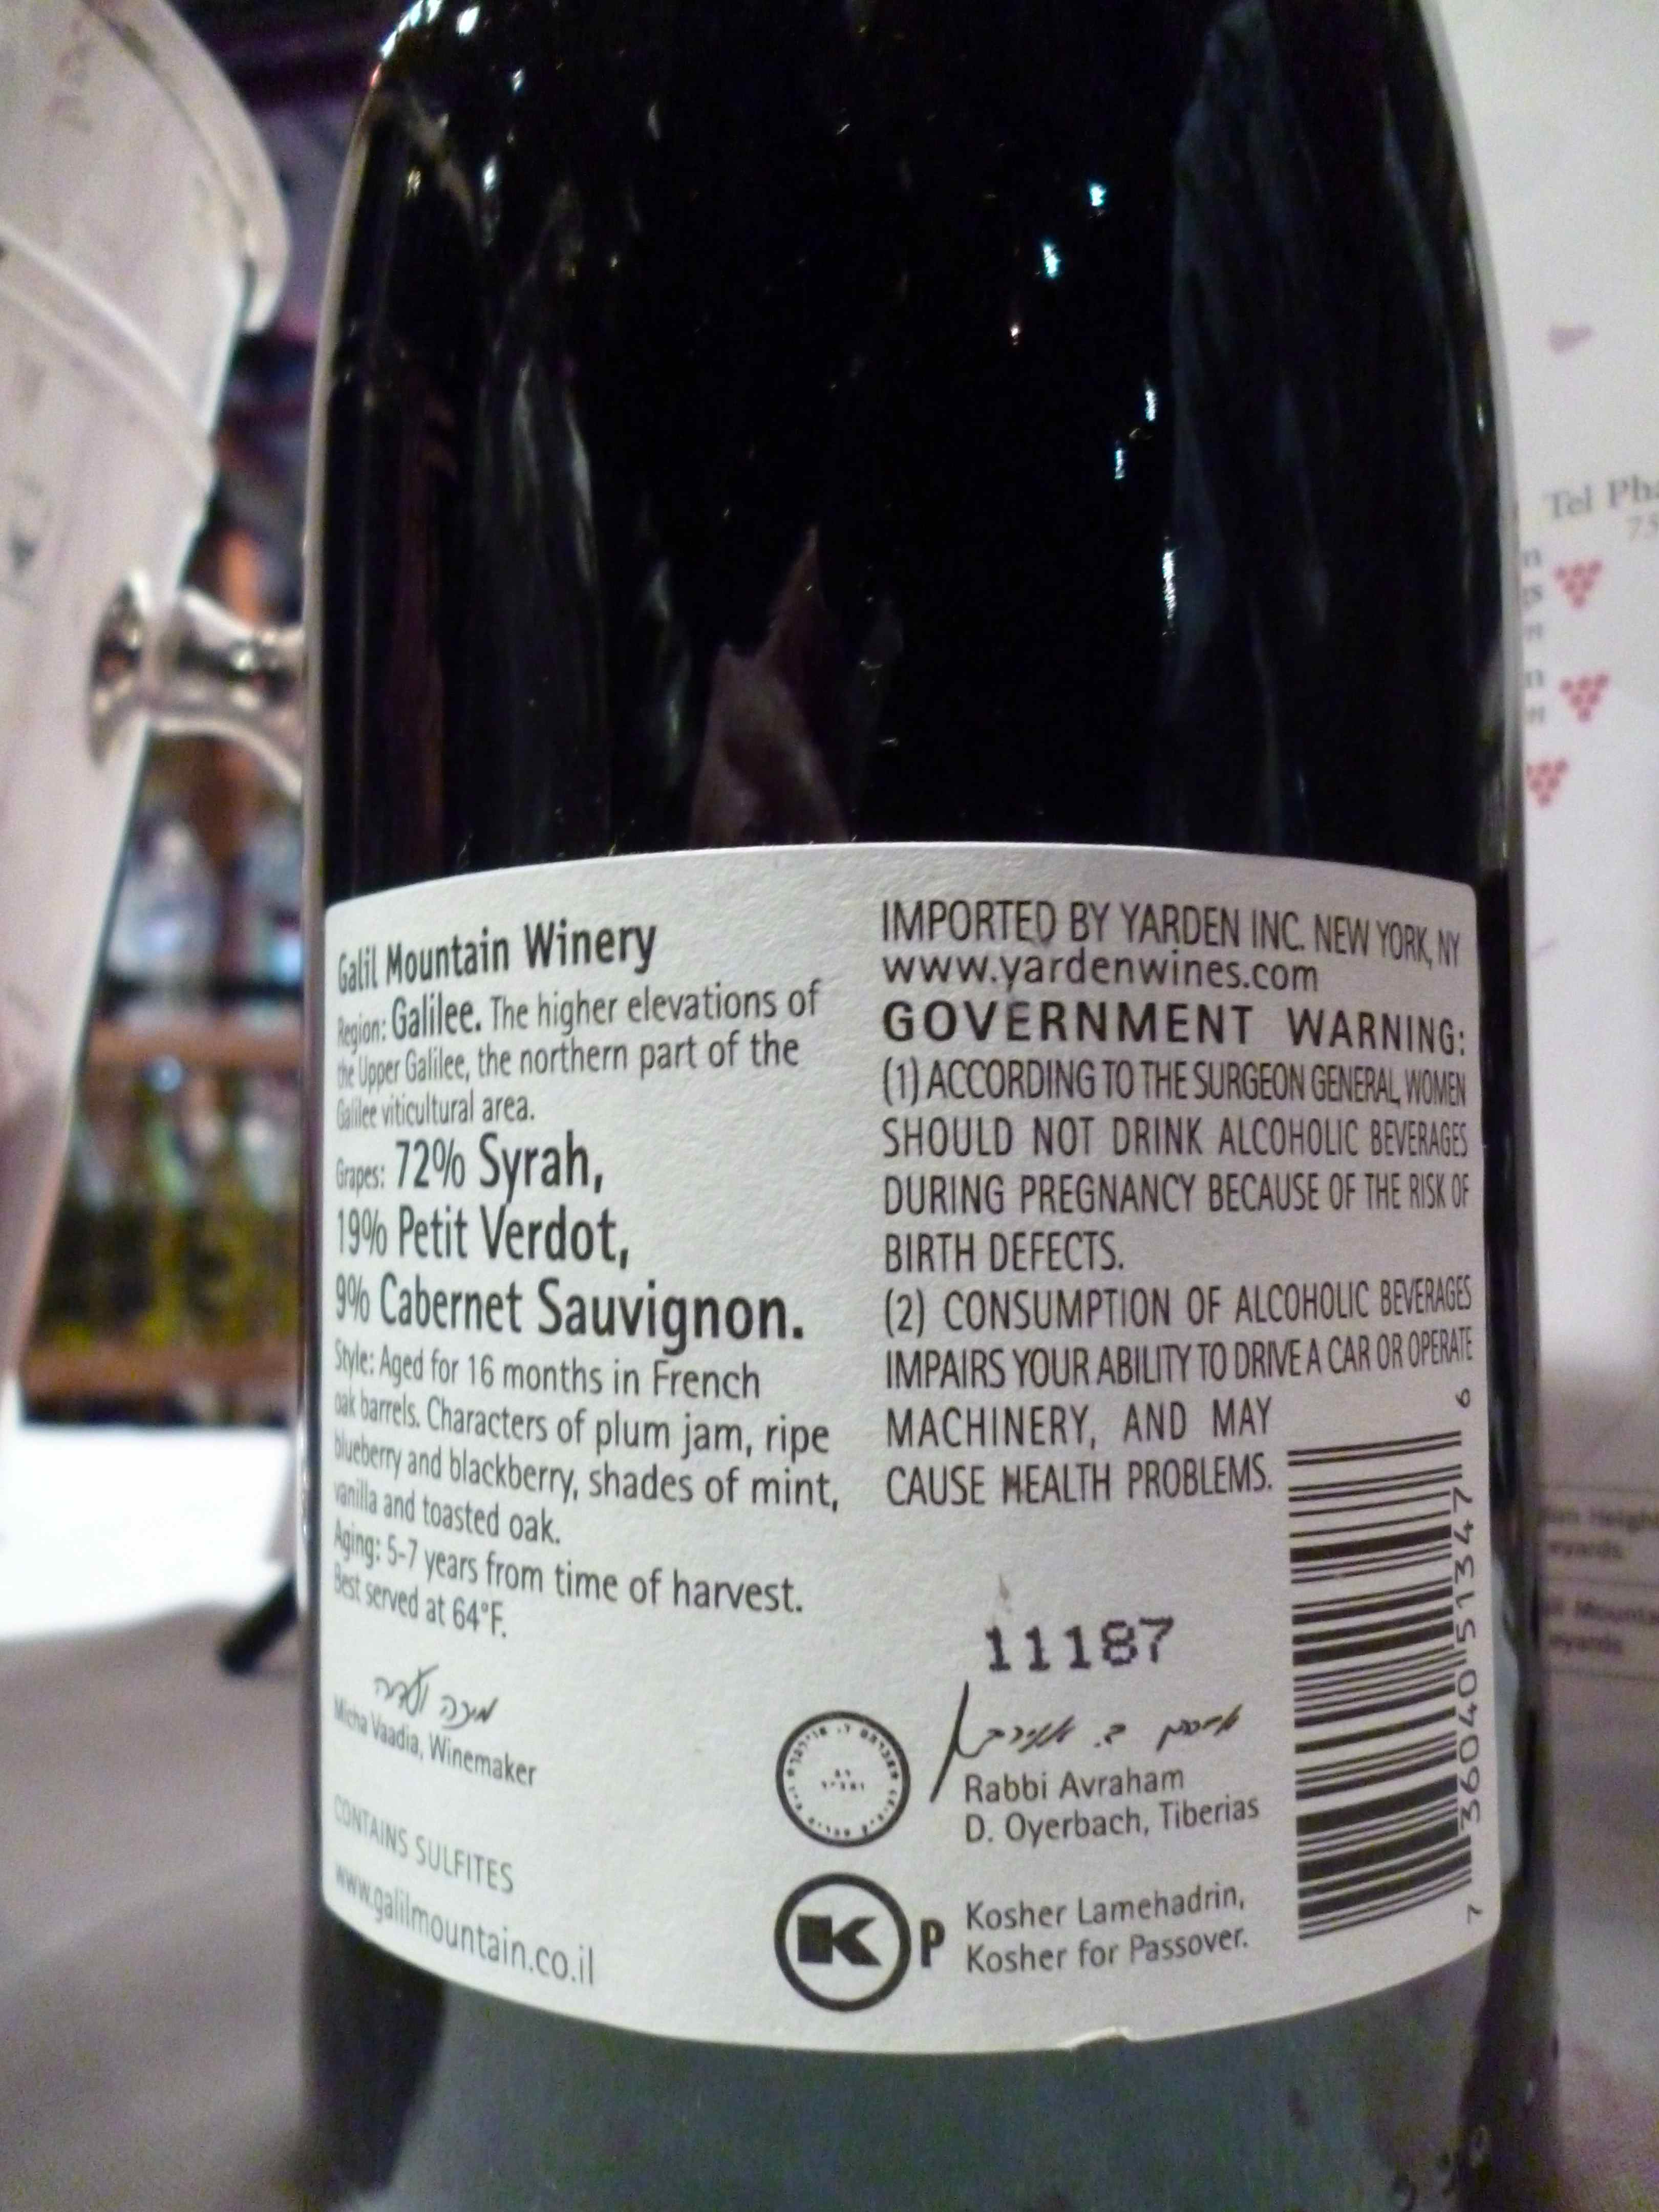 Galil Mountain Winery
Region: Galilee. The higher elevations of
the Upper Galilee, the northern part of the
Galilee viticultural area.
Grapes: 72% Syrah,
19% Petit Verdot,
9% Cabernet Sauvignon.
Style: Aged for 16 months in French
oak barrels. Characters of plum jam, ripe
blueberry and blackberry, shades of mint,
vanilla and toasted oak.
Aging: 5-7 years from time of harvest.
Best served at 64°F.
Micha Vaadia, Winemaker
CONTAINS SULFITES
www.galilmountain.co.il
IMPORTED BY YARDEN INC. NEW YORK, NY
www.yardenwines.com
GOVERNMENT WARNING:
(1) ACCORDING TO THE SURGEON GENERAL, WOMEN
SHOULD NOT DRINK ALCOHOLIC BEVERAGES
DURING PREGNANCY BECAUSE OF THE RISK OF
BIRTH DEFECTS.
(2) CONSUMPTION OF ALCOHOLIC BEVERAGES
IMPAIRS YOUR ABILITY TO DRIVE A CAR OR OPERATE
MACHINERY, AND MAY
CAUSE HEALTH PROBLEMS.
11187
Rabbi Avraham
D. Oyerbach, Tiberias
K P
Kosher Lamehadrin,
Kosher for Passover.
7 36040 51347 6
Tel